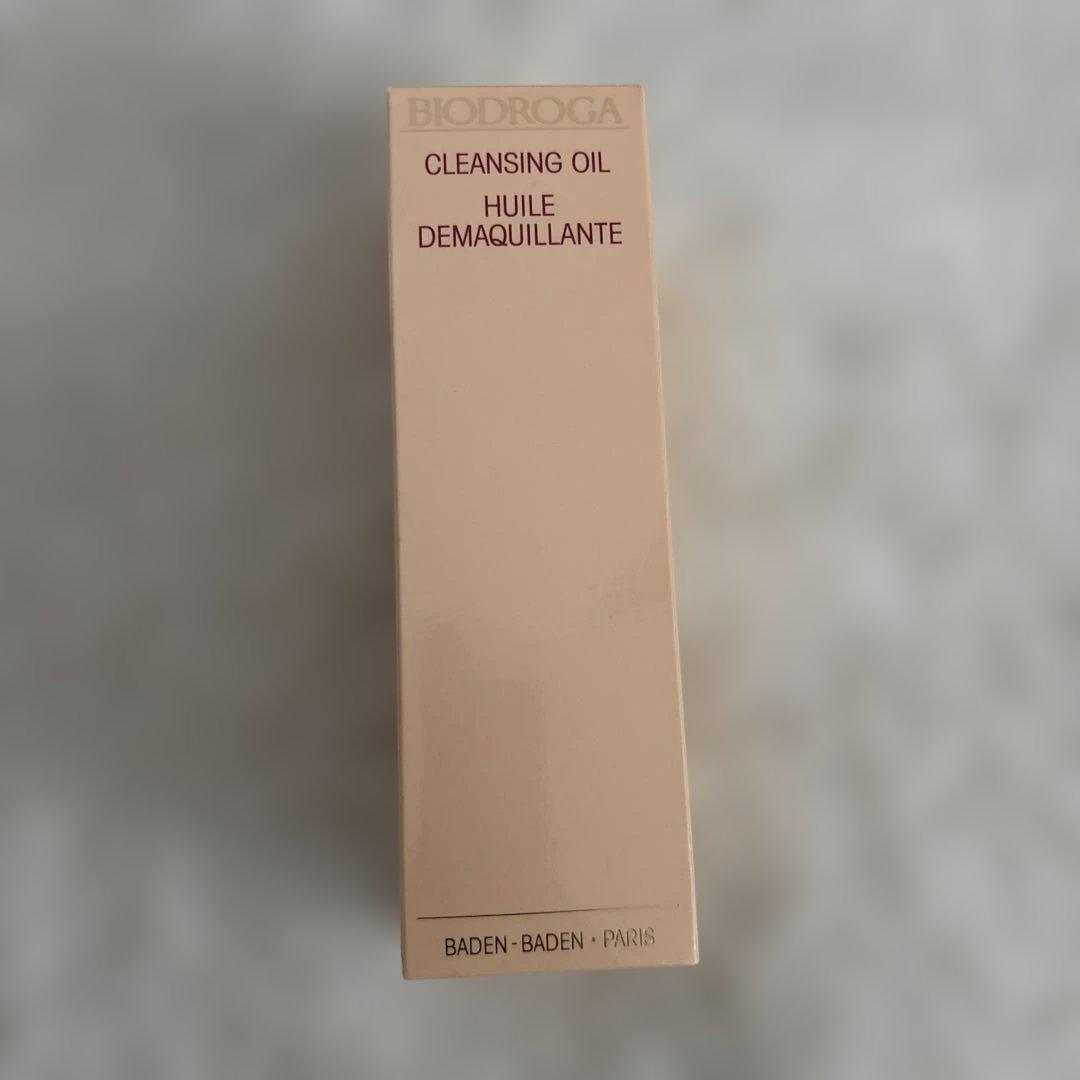 BIODROGA
CLEANSING OIL
HUILE
DEMAQUILLANTE
BADEN-BADEN · PARIS